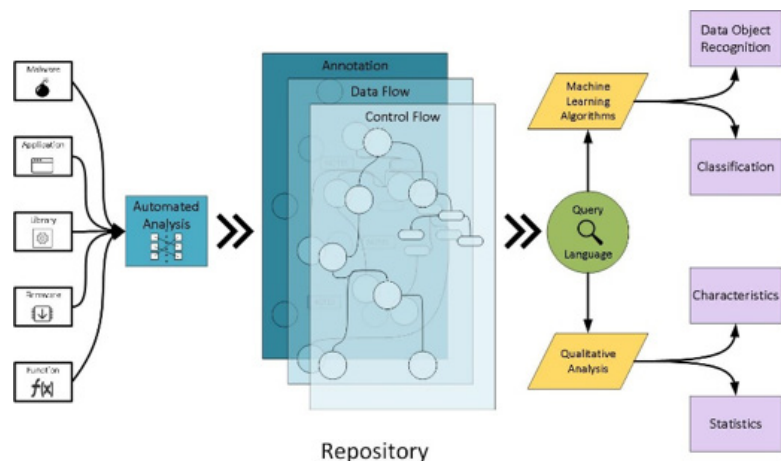 Malware
Application
Library
Firmware
Function
f(x)
Automated
Analysis
Annotation
Data Flow
Control Flow
Repository
Query
Language
Machine
Learning
Algorithms
Data Object
Recognition
Classification
Qualitative
Analysis
Characteristics
Statistics